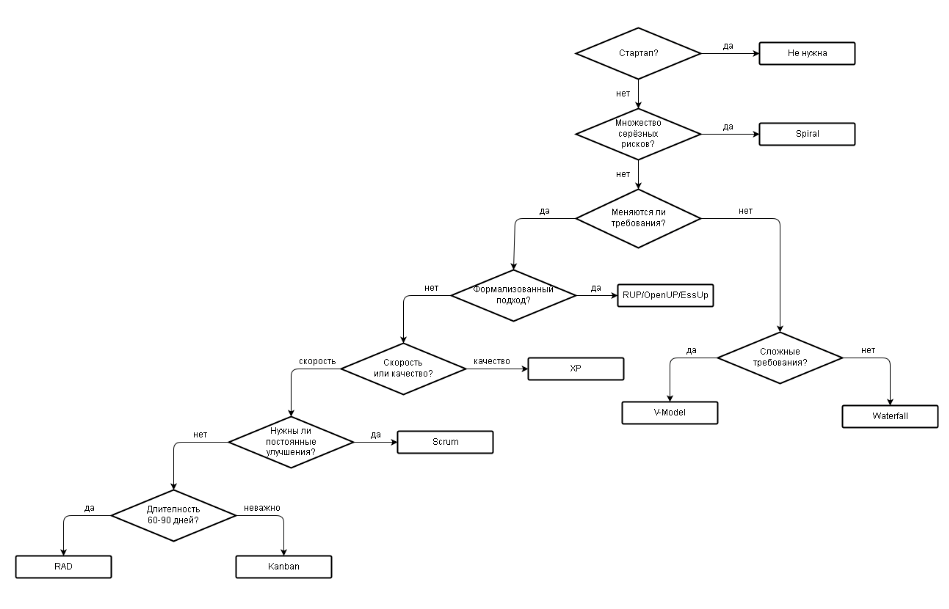 Стартап?
да
Не нужна
нет
Множество
серёзных
рисков?
да
Spiral
нет
Меняются ли
требования?
да
нет
Формализованный
подход?
да
RUP/OpenUP/EssUp
нет
Скорость
или качество?
скорость
качество
XP
Сложные
требования?
да
нет
V-Model
Waterfall
Нужны ли
постоянные
улучшения?
нет
да
Scrum
Длителность
60-90 дней?
да
неважно
RAD
Kanban